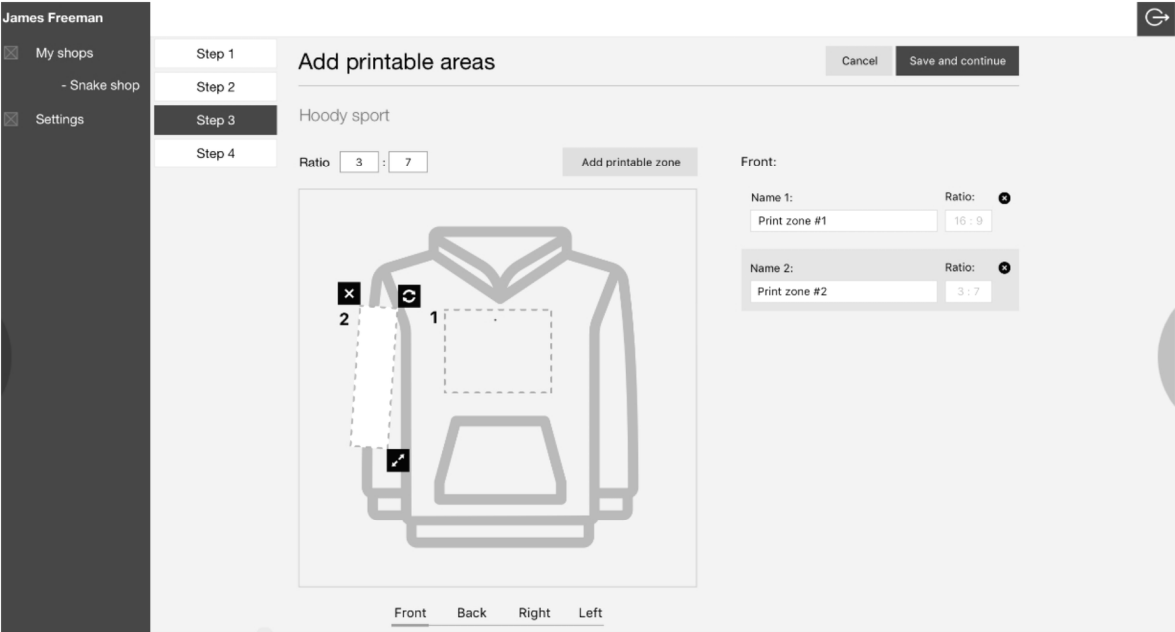 James Freeman
My shops
- Snake shop
Settings
Step 1
Step 2
Step 3
Step 4
Add printable areas
Cancel
Save and continue
Hoody sport
Ratio 3 : 7
Add printable zone
2
1
Front Back Right Left
Front:
Name 1: Ratio:
Print zone #1 16 : 9
Name 2: Ratio:
Print zone #2 3 : 7